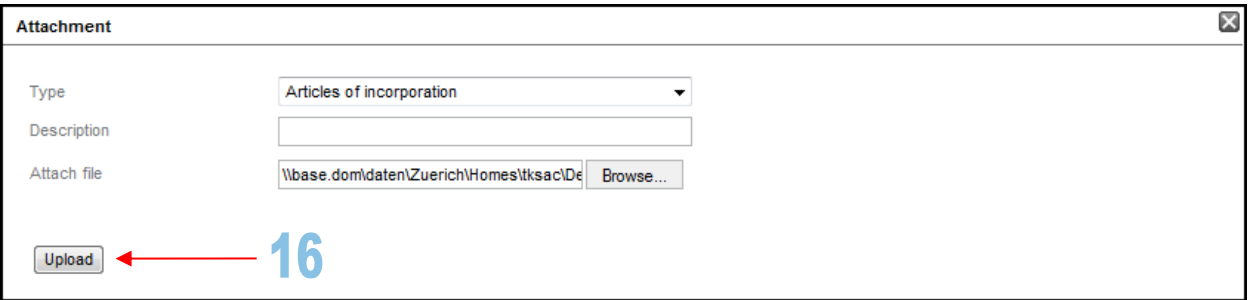 Attachment
Type Articles of incorporation
Description
Attach file \\base.dom\daten\Zuerich\Homes\tksac\De Browse...
Upload 16